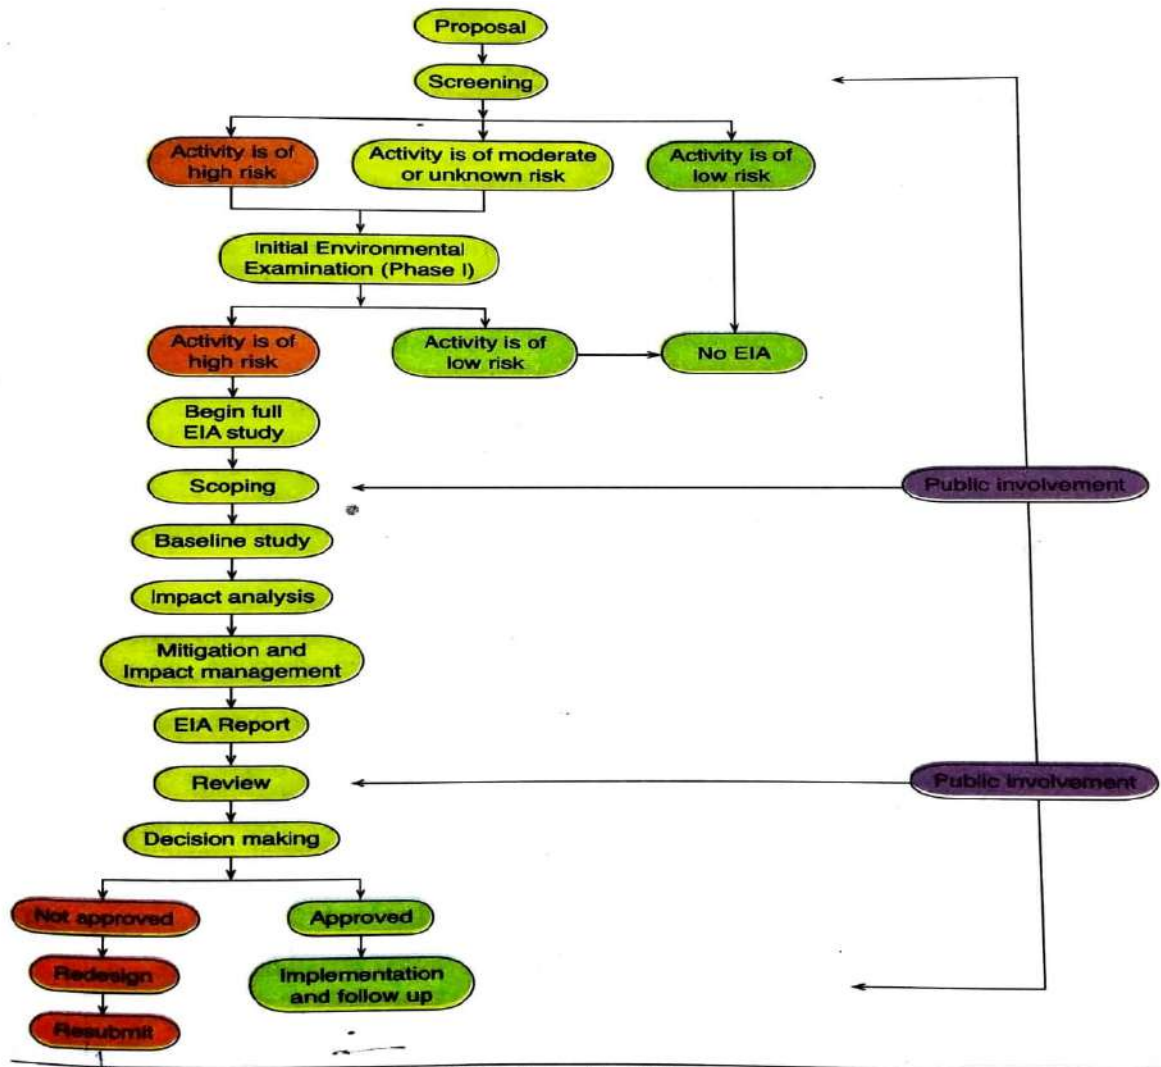 Proposal
Screening
Activity is of
high risk
Activity is of moderate
or unknown risk
Activity is of
low risk
Initial Environmental
Examination (Phase I)
Activity is of
high risk
Activity is of
low risk
No EIA
Begin full
EIA study
Scoping
Public involvement
Baseline study
Impact analysis
Mitigation and
Impact management
EIA Report
Review
Public involvement
Decision making
Not approved
Approved
Redesign
Implementation
and follow up
Resubmit